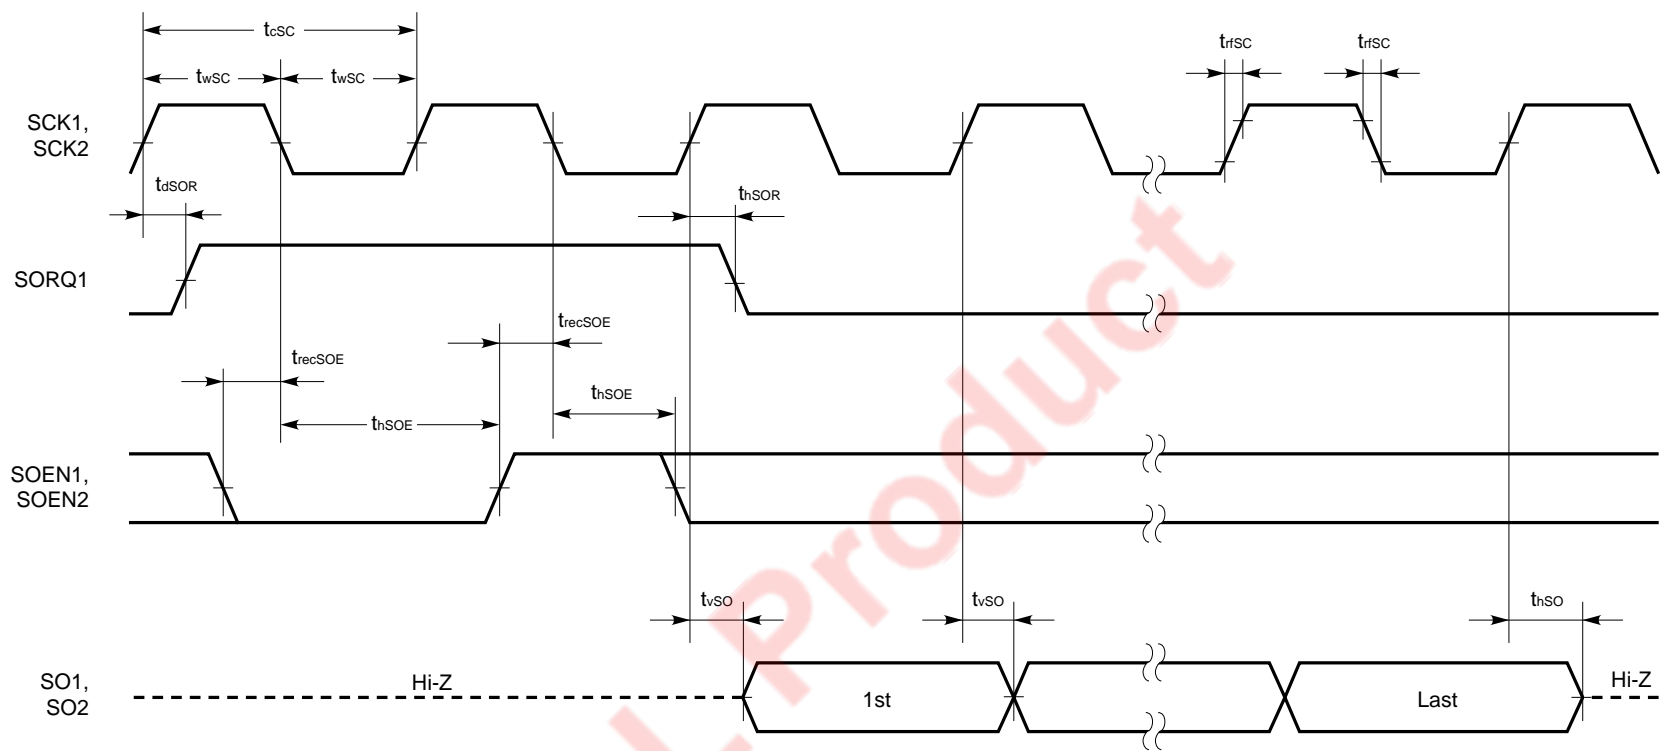 tcSC
twSC
twSC
trfSC
trfSC
SCK1,
SCK2
tdSOR
thSOR
SORQ1
trecSOE
trecSOE
thSOE
thSOE
SOEN1,
SOEN2
tvSO
tvSO
thSO
SO1,
SO2
Hi-Z
1st
Last
Hi-Z
L Product